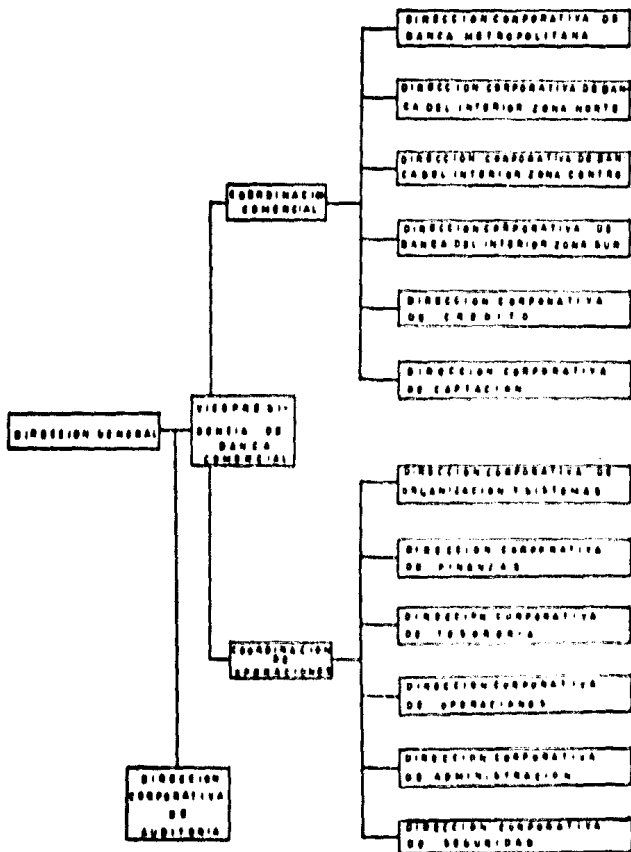 DIRECCION CORPORATIVA DE
BANCA METROPOLITANA
DIRECCION CORPORATIVA DE BAN-
CA DEL INTERIOR ZONA NORTE
DIRECCION CORPORATIVA DE BAN-
CA DEL INTERIOR ZONA CENTRO
DIRECCION CORPORATIVA DE
BANCA DEL INTERIOR ZONA SUR
DIRECCION CORPORATIVA
DE CREDITO
DIRECCION CORPORATIVA
DE CAPTACION
COORDINACION
COMERCIAL
DIRECCION GENERAL
VICEPRESI-
DENCIA DE
BANCA
COMERCIAL
COORDINACION
DE
OPERACIONES
DIRECCION CORPORATIVA DE
ORGANIZACION Y SISTEMAS
DIRECCION CORPORATIVA
DE FINANZAS
DIRECCION CORPORATIVA
DE TESORERIA
DIRECCION CORPORATIVA
DE OPERACIONES
DIRECCION CORPORATIVA
DE ADMINISTRACION
DIRECCION CORPORATIVA
DE SEGURIDAD
DIRECCION
CORPORATIVA
DE
AUDITORIA